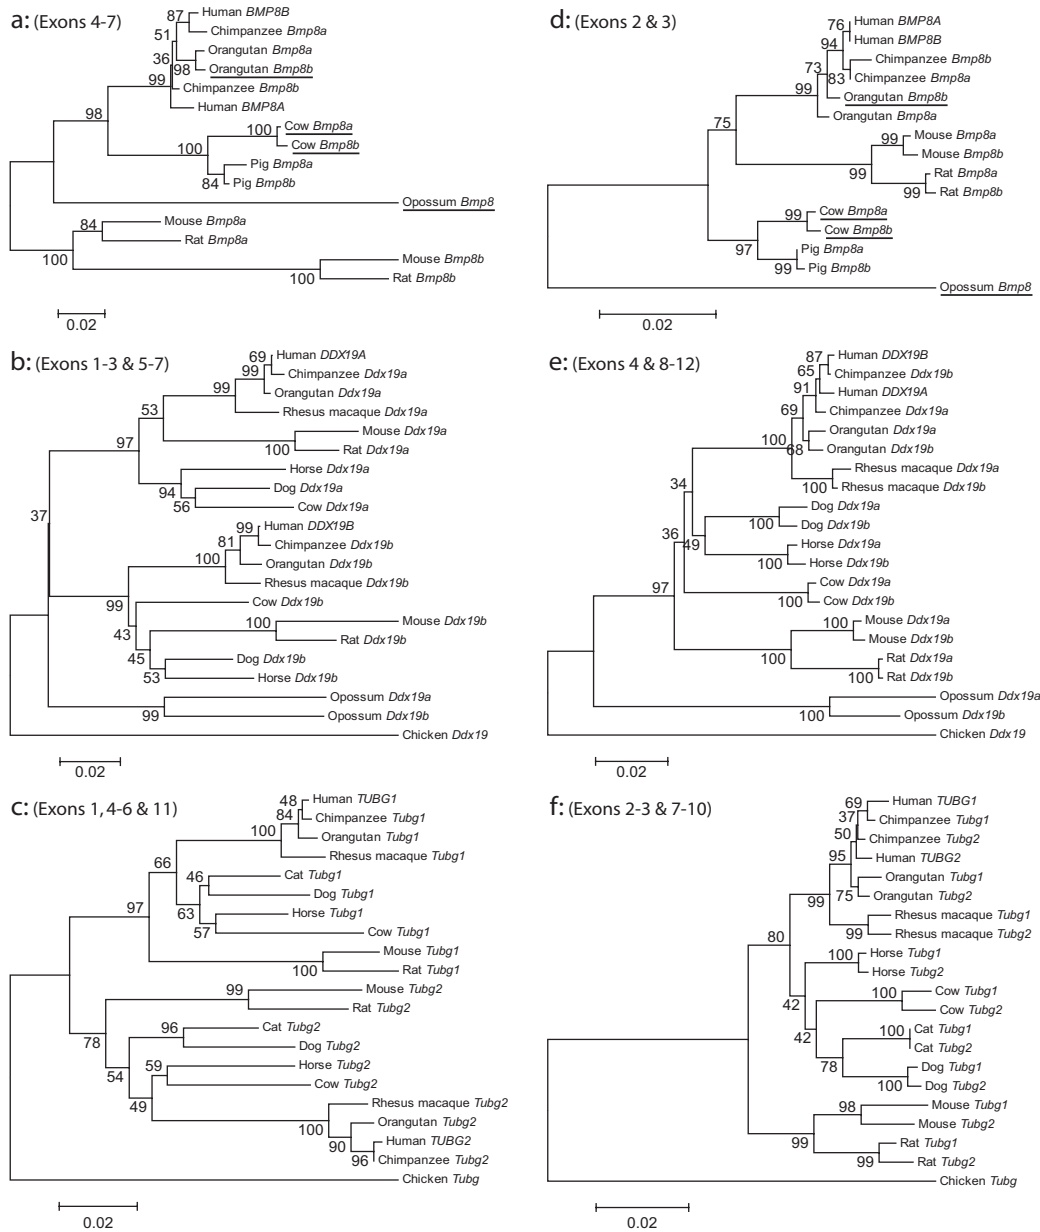 a: (Exons 4-7)
87
Human BMP8B
Chimpanzee Bmp8a
51
Orangutan Bmp8a
36
98
Orangutan Bmp8b
99
Chimpanzee Bmp8b
Human BMP8A
98
100
Cow Bmp8a
Cow Bmp8b
100
Pig Bmp8a
84
Pig Bmp8b
Opossum Bmp8
84
Mouse Bmp8a
Rat Bmp8a
100
Mouse Bmp8b
100
Rat Bmp8b
0.02
b: (Exons 1-3 & 5-7)
69
Human DDX19A
99
Chimpanzee Ddx19a
99
Orangutan Ddx19a
Rhesus macaque Ddx19a
53
Mouse Ddx19a
97
100
Rat Ddx19a
Horse Ddx19a
94
Dog Ddx19a
56
Cow Ddx19a
37
99
Human DDX19B
81
Chimpanzee Ddx19b
100
Orangutan Ddx19b
Rhesus macaque Ddx19b
99
Cow Ddx19b
43
100
Mouse Ddx19b
Rat Ddx19b
45
Dog Ddx19b
53
Horse Ddx19b
Opossum Ddx19a
99
Opossum Ddx19b
Chicken Ddx19
0.02
c: (Exons 1, 4-6 & 11)
48
Human TUBG1
84
Chimpanzee Tubg1
100
Orangutan Tubg1
Rhesus macaque Tubg1
66
46
Cat Tubg1
Dog Tubg1
97
63
Horse Tubg1
57
Cow Tubg1
Mouse Tubg1
100
Rat Tubg1
99
Mouse Tubg2
Rat Tubg2
78
96
Cat Tubg2
Dog Tubg2
54
59
Horse Tubg2
Cow Tubg2
49
Rhesus macaque Tubg2
100
Orangutan Tubg2
90
Human TUBG2
96
Chimpanzee Tubg2
Chicken Tubg
0.02
d: (Exons 2 & 3)
76
Human BMP8A
Human BMP8B
94
Chimpanzee Bmp8b
73
83
Chimpanzee Bmp8a
99
Orangutan Bmp8b
Orangutan Bmp8a
75
99
Mouse Bmp8a
Mouse Bmp8b
99
Rat Bmp8a
99
Rat Bmp8b
99
Cow Bmp8a
Cow Bmp8b
97
Pig Bmp8a
99
Pig Bmp8b
Opossum Bmp8
0.02
e: (Exons 4 & 8-12)
87
Human DDX19B
65
Chimpanzee Ddx19b
91
Human DDX19A
69
Chimpanzee Ddx19a
Orangutan Ddx19a
100
68
Orangutan Ddx19b
Rhesus macaque Ddx19a
100
Rhesus macaque Ddx19b
34
Dog Ddx19a
100
Dog Ddx19b
36
49
Horse Ddx19a
100
Horse Ddx19b
Cow Ddx19a
97
100
Cow Ddx19b
100
Mouse Ddx19a
Mouse Ddx19b
100
Rat Ddx19a
100
Rat Ddx19b
Opossum Ddx19a
100
Opossum Ddx19b
Chicken Ddx19
0.02
f: (Exons 2-3 & 7-10)
69
Human TUBG1
37
Chimpanzee Tubg1
50
Chimpanzee Tubg2
95
Human TUBG2
Orangutan Tubg1
75
Orangutan Tubg2
99
Rhesus macaque Tubg1
99
Rhesus macaque Tubg2
80
100
Horse Tubg1
Horse Tubg2
42
100
Cow Tubg1
Cow Tubg2
42
100
Cat Tubg1
Cat Tubg2
78
Dog Tubg1
100
Dog Tubg2
98
Mouse Tubg1
Mouse Tubg2
99
Rat Tubg1
99
Rat Tubg2
Chicken Tubg
0.02